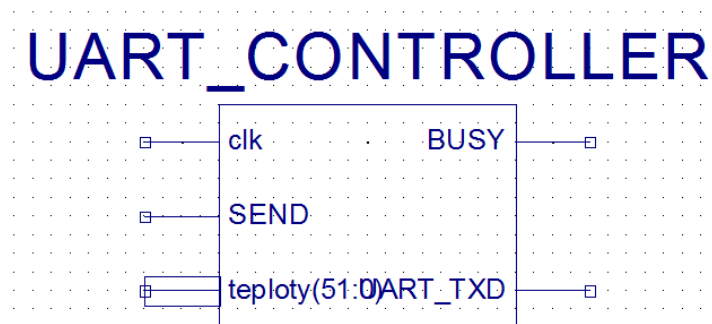 UART_CONTROLLER
clk BUSY
SEND
teploty(51:0) UART_TXD